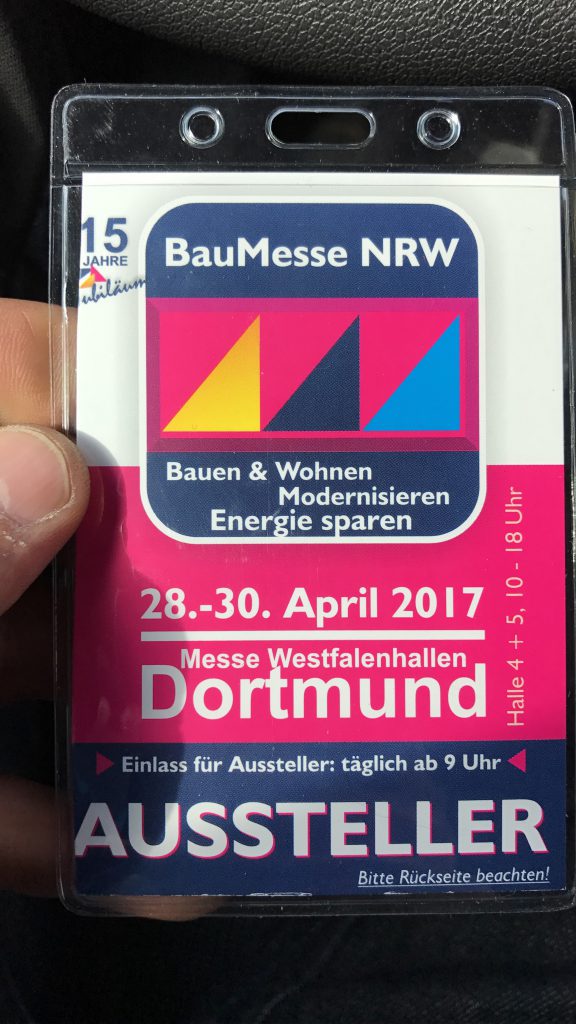 15
JAHRE
Jubiläum
BauMesse NRW
Bauen & Wohnen
Modernisieren
Energie sparen
28.-30. April 2017
Messe Westfalenhallen
Dortmund
Halle 4 + 5, 10 - 18 Uhr
Einlass für Aussteller: täglich ab 9 Uhr
AUSSTELLER
Bitte Rückseite beachten!